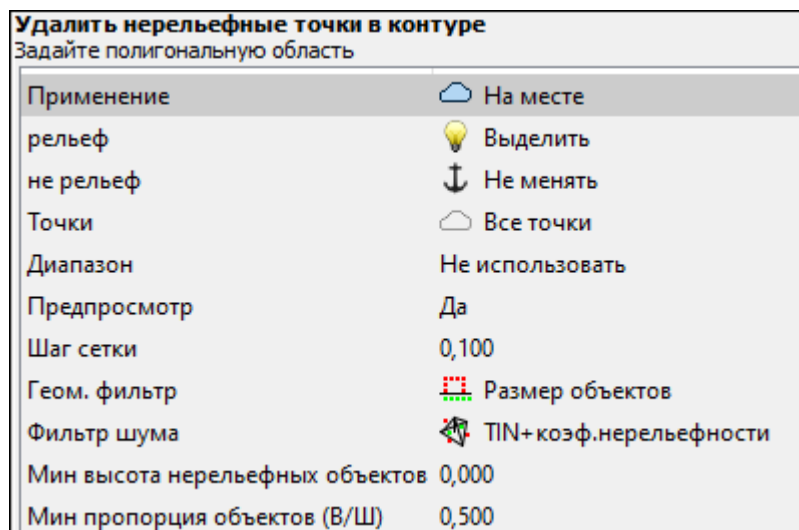 Удалить нерельефные точки в контуре
Задайте полигональную область
Применение На месте
рельеф Выделить
не рельеф Не менять
Точки Все точки
Диапазон Не использовать
Предпросмотр Да
Шаг сетки 0,100
Геом. фильтр Размер объектов
Фильтр шума TIN+коэф.нерельефности
Мин высота нерельефных объектов 0,000
Мин пропорция объектов (В/Ш) 0,500